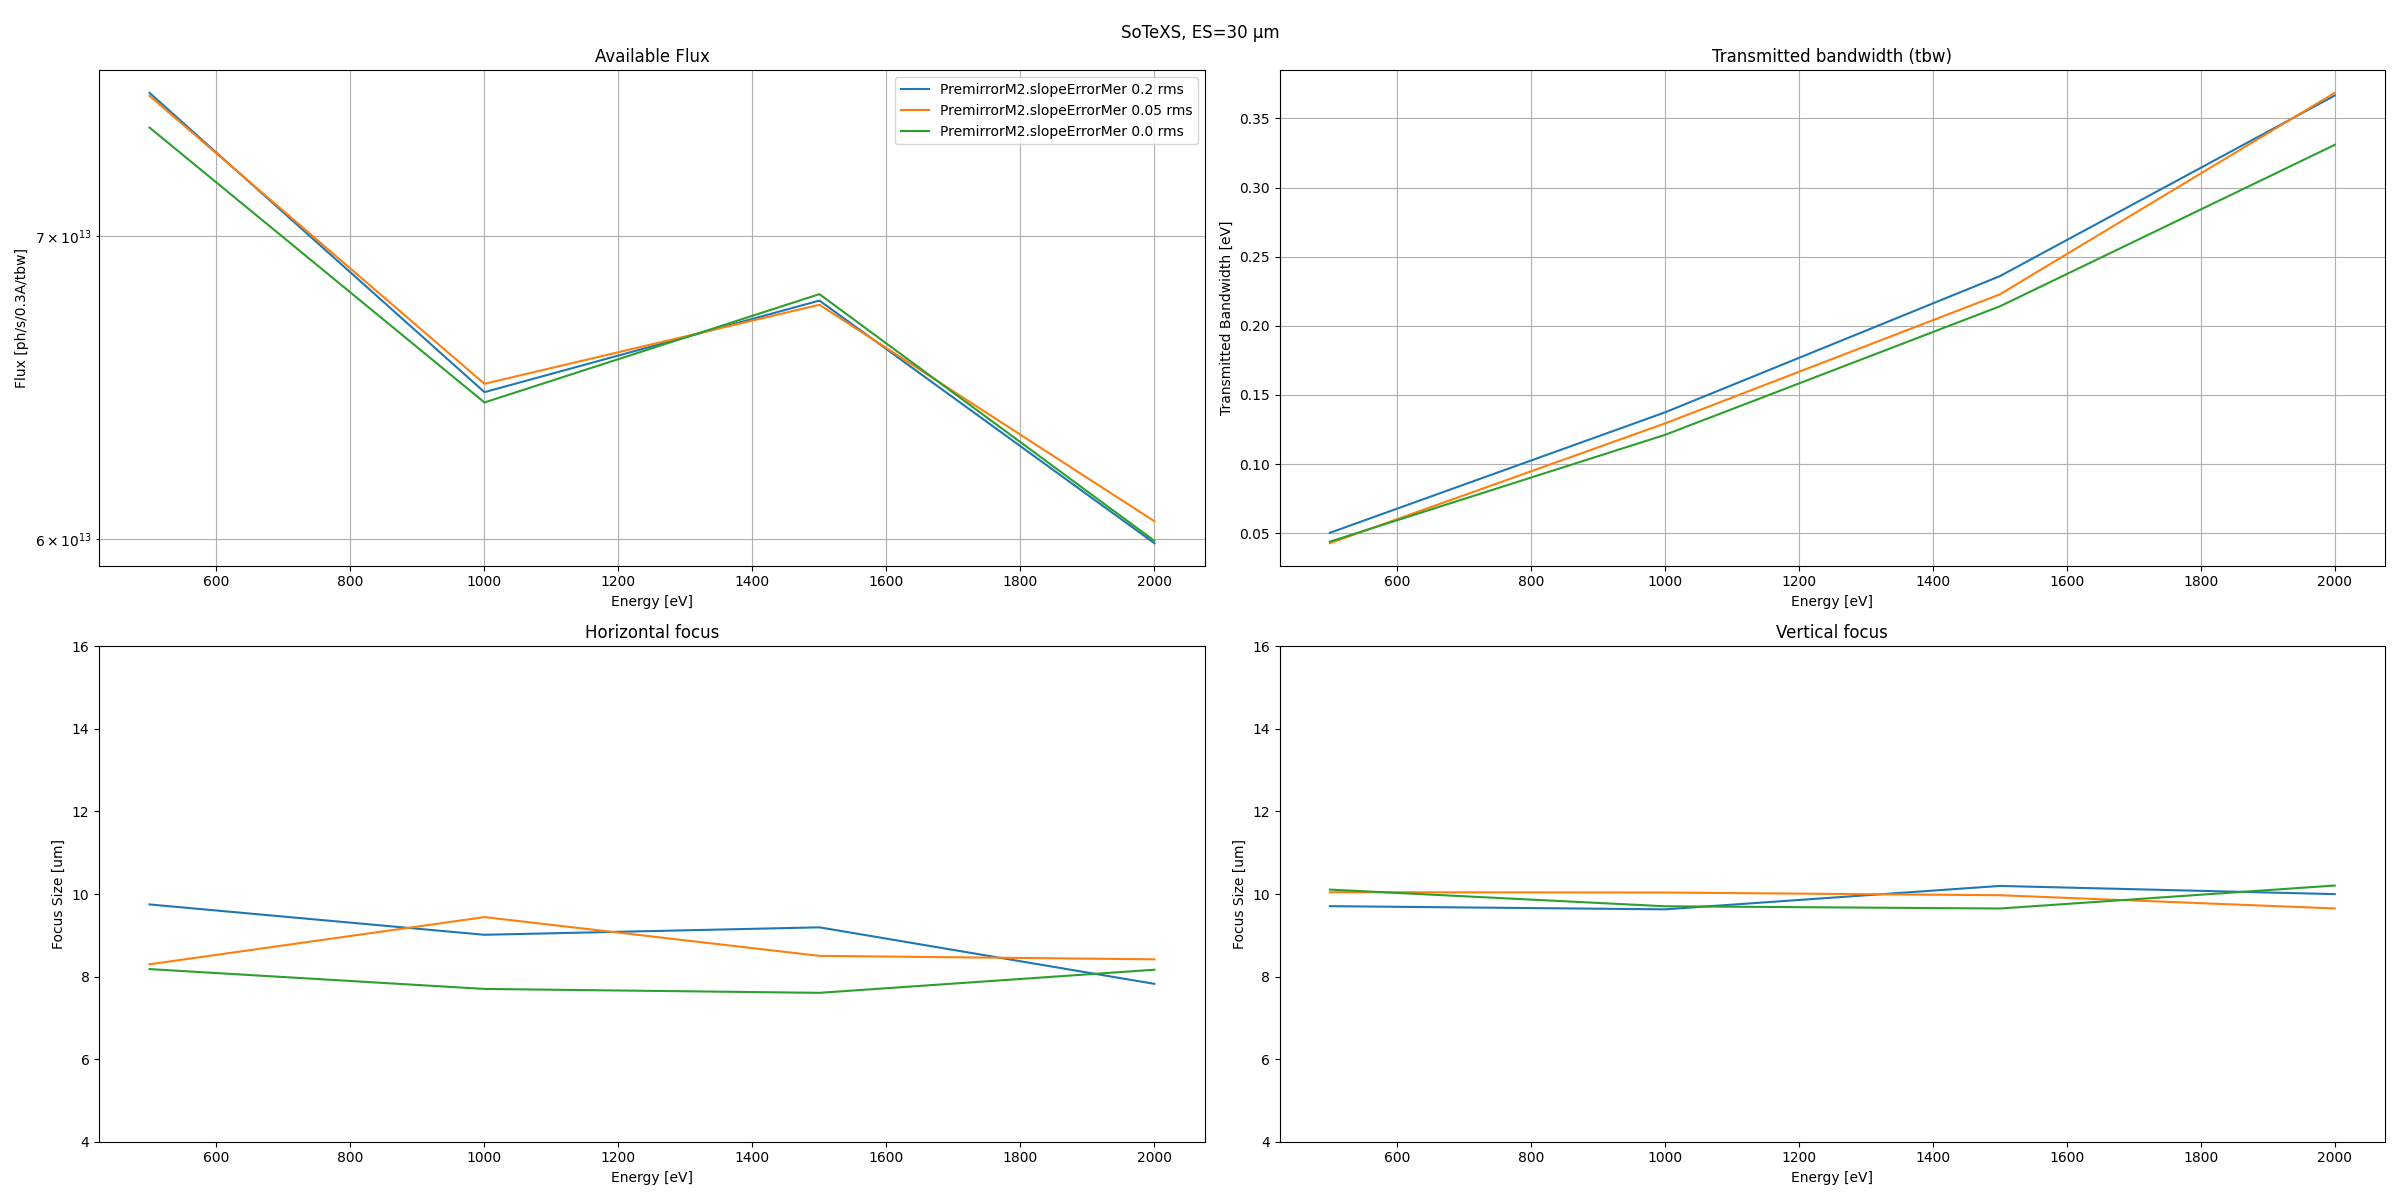 SoTeXS, ES=30 μm
Available Flux
Flux [ph/s/0.3A/tbw]
7 × 10¹³
6 × 10¹³
PremirrorM2.slopeErrorMer 0.2 rms
PremirrorM2.slopeErrorMer 0.05 rms
PremirrorM2.slopeErrorMer 0.0 rms
600 800 1000 1200 1400 1600 1800 2000
Energy [eV]
Transmitted bandwidth (tbw)
Transmitted Bandwidth [eV]
0.35
0.30
0.25
0.20
0.15
0.10
0.05
600 800 1000 1200 1400 1600 1800 2000
Energy [eV]
Horizontal focus
Focus Size [um]
16
14
12
10
8
6
4
600 800 1000 1200 1400 1600 1800 2000
Energy [eV]
Vertical focus
Focus Size [um]
16
14
12
10
8
6
4
600 800 1000 1200 1400 1600 1800 2000
Energy [eV]